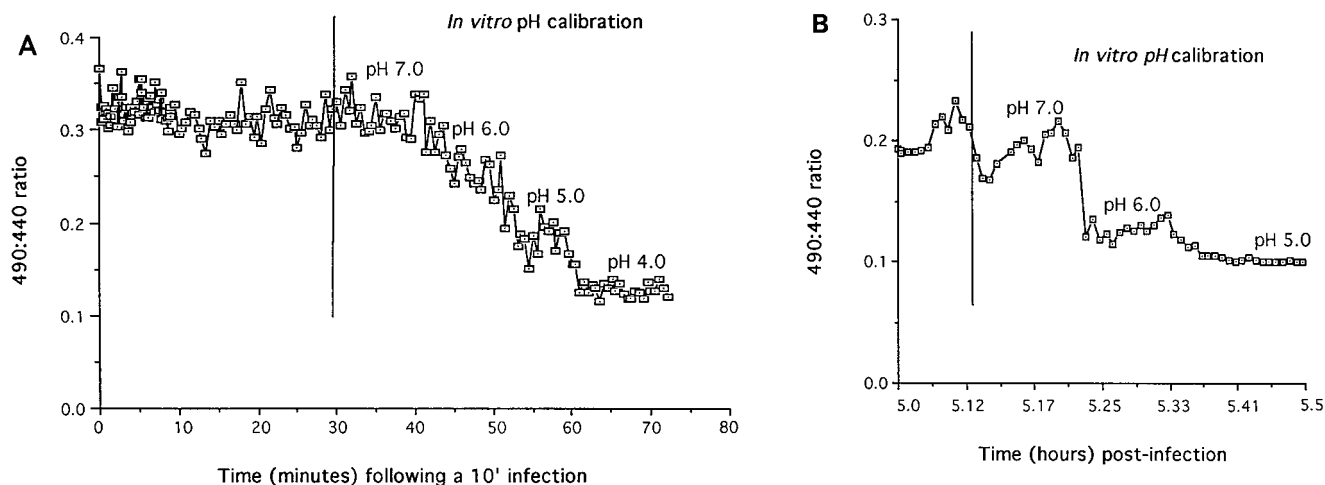 A
In vitro pH calibration
490:440 ratio
0.4
0.3
0.2
0.1
0.0
pH 7.0
pH 6.0
pH 5.0
pH 4.0
0 10 20 30 40 50 60 70 80
Time (minutes) following a 10' infection
B
In vitro pH calibration
490:440 ratio
0.3
0.2
0.1
0.0
pH 7.0
pH 6.0
pH 5.0
5.0 5.12 5.17 5.25 5.33 5.41 5.5
Time (hours) post-infection